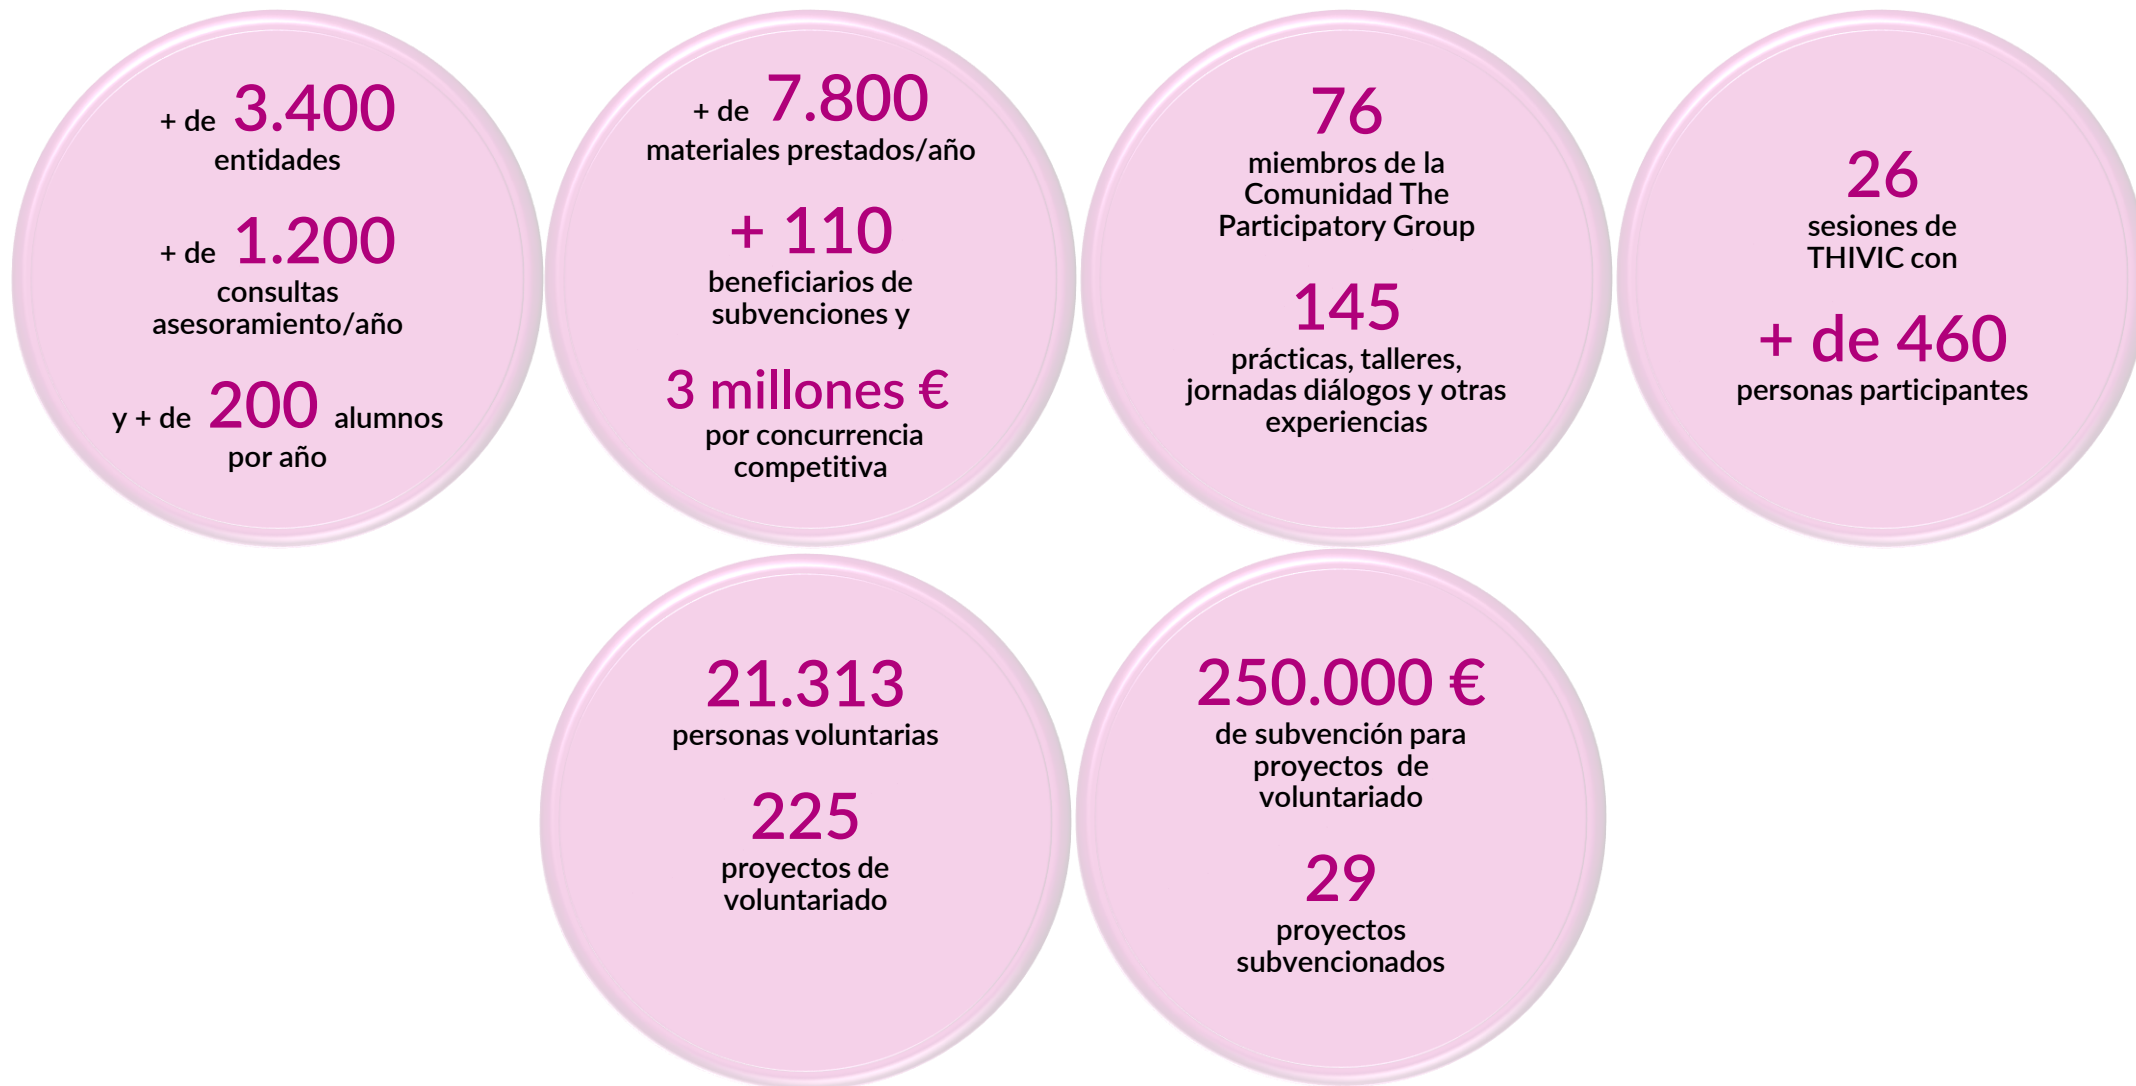 + de 3.400
entidades
+ de 1.200
consultas
asesoramiento/año
y + de 200 alumnos
por año
+ de 7.800
materiales prestados/año
+ 110
beneficiarios de
subvenciones y
3 millones €
por concurrencia
competitiva
76
miembros de la
Comunidad The
Participatory Group
145
prácticas, talleres,
jornadas diálogos y otras
experiencias
26
sesiones de
THIVIC con
+ de 460
personas participantes
21.313
personas voluntarias
225
proyectos de
voluntariado
250.000 €
de subvención para
proyectos de
voluntariado
29
proyectos
subvencionados